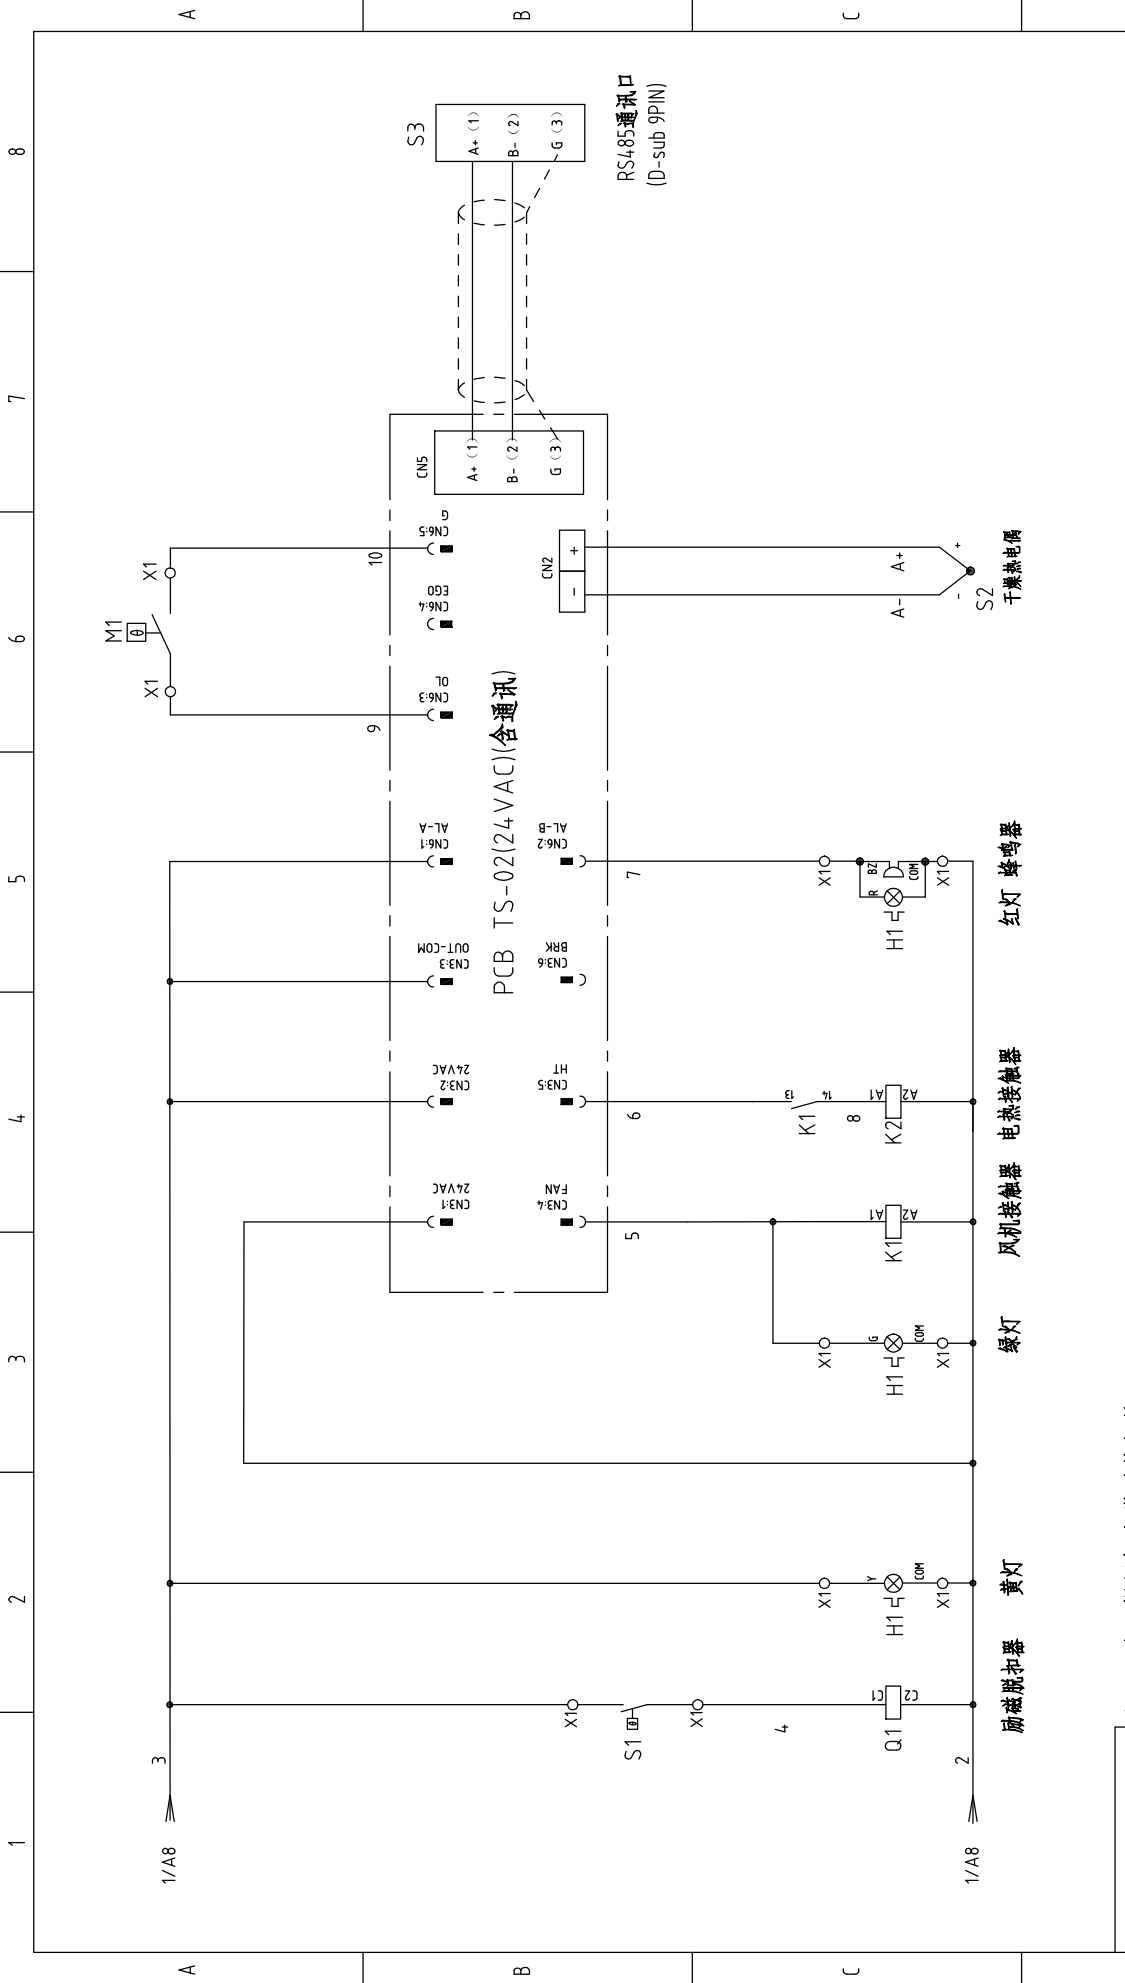 1
2
3
4
5
6
7
8
A
A
B
B
C
C
1/A8
3
1/A8
2
X1
S1
θ
X1
4
Q1
C1
C2
励磁脱扣器
X1
H1
Y
COM
X1
黄灯
X1
H1
G
COM
X1
绿灯
CN3:1
24VAC
CN3:4
FAN
5
K1
A1
A2
风机接触器
CN3:2
24VAC
CN3:5
HT
6
K1
13
14
8
K2
A1
A2
电热接触器
CN3:3
OUT-COM
CN3:6
BRK
PCB TS-02(24VAC)(含通讯)
CN6:1
AL-A
CN6:2
AL-B
7
X1
H1
R
BZ
COM
X1
红灯 蜂鸣器
M1
θ
X1
X1
9
10
CN6:3
OL
CN6:4
EGO
CN6:5
G
CN2
- +
A-
A+
-
+
S2
干燥热电偶
CN5
A+ (1)
B- (2)
G (3)
S3
A+ (1)
B- (2)
G (3)
RS485通讯口
(D-sub 9PIN)